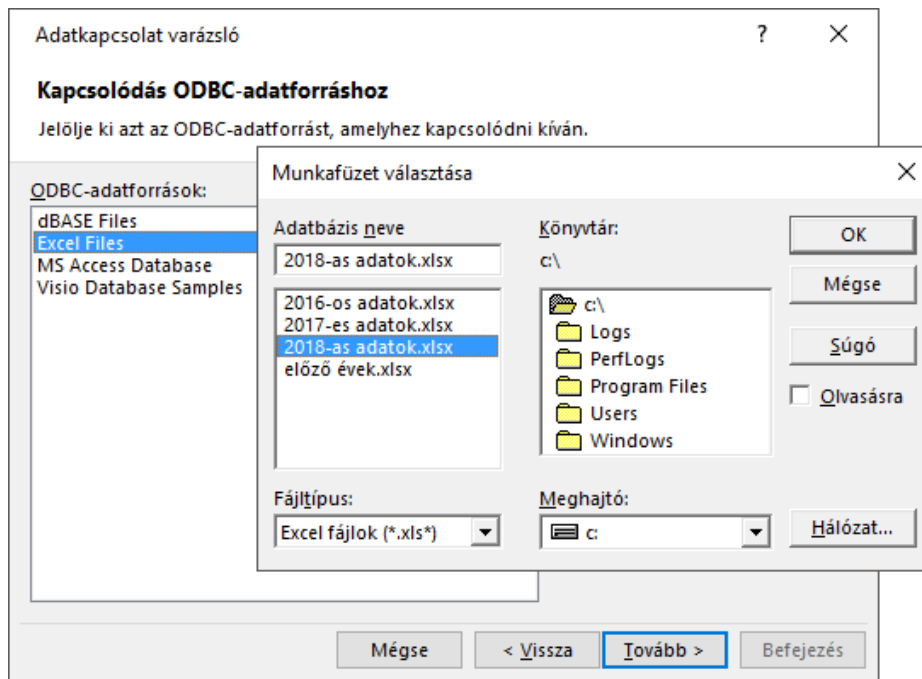 Adatkapcsolat varázsló
?
Kapcsolódás ODBC-adatforráshoz
Jelölje ki azt az ODBC-adatforrást, amelyhez kapcsolódni kíván.
ODBC-adatforrások:
dBASE Files
Excel Files
MS Access Database
Visio Database Samples
Munkafüzet választása
Adatbázis neve
2018-as adatok.xlsx
2016-os adatok.xlsx
2017-es adatok.xlsx
2018-as adatok.xlsx
előző évek.xlsx
Fájltípus:
Excel fájlok (*.xls*)
Könyvtár:
c:\
c:\
Logs
PerfLogs
Program Files
Users
Windows
Meghajtó:
c:
OK
Mégse
Súgó
Olvasásra
Hálózat...
Mégse
< Vissza
Tovább >
Befejezés